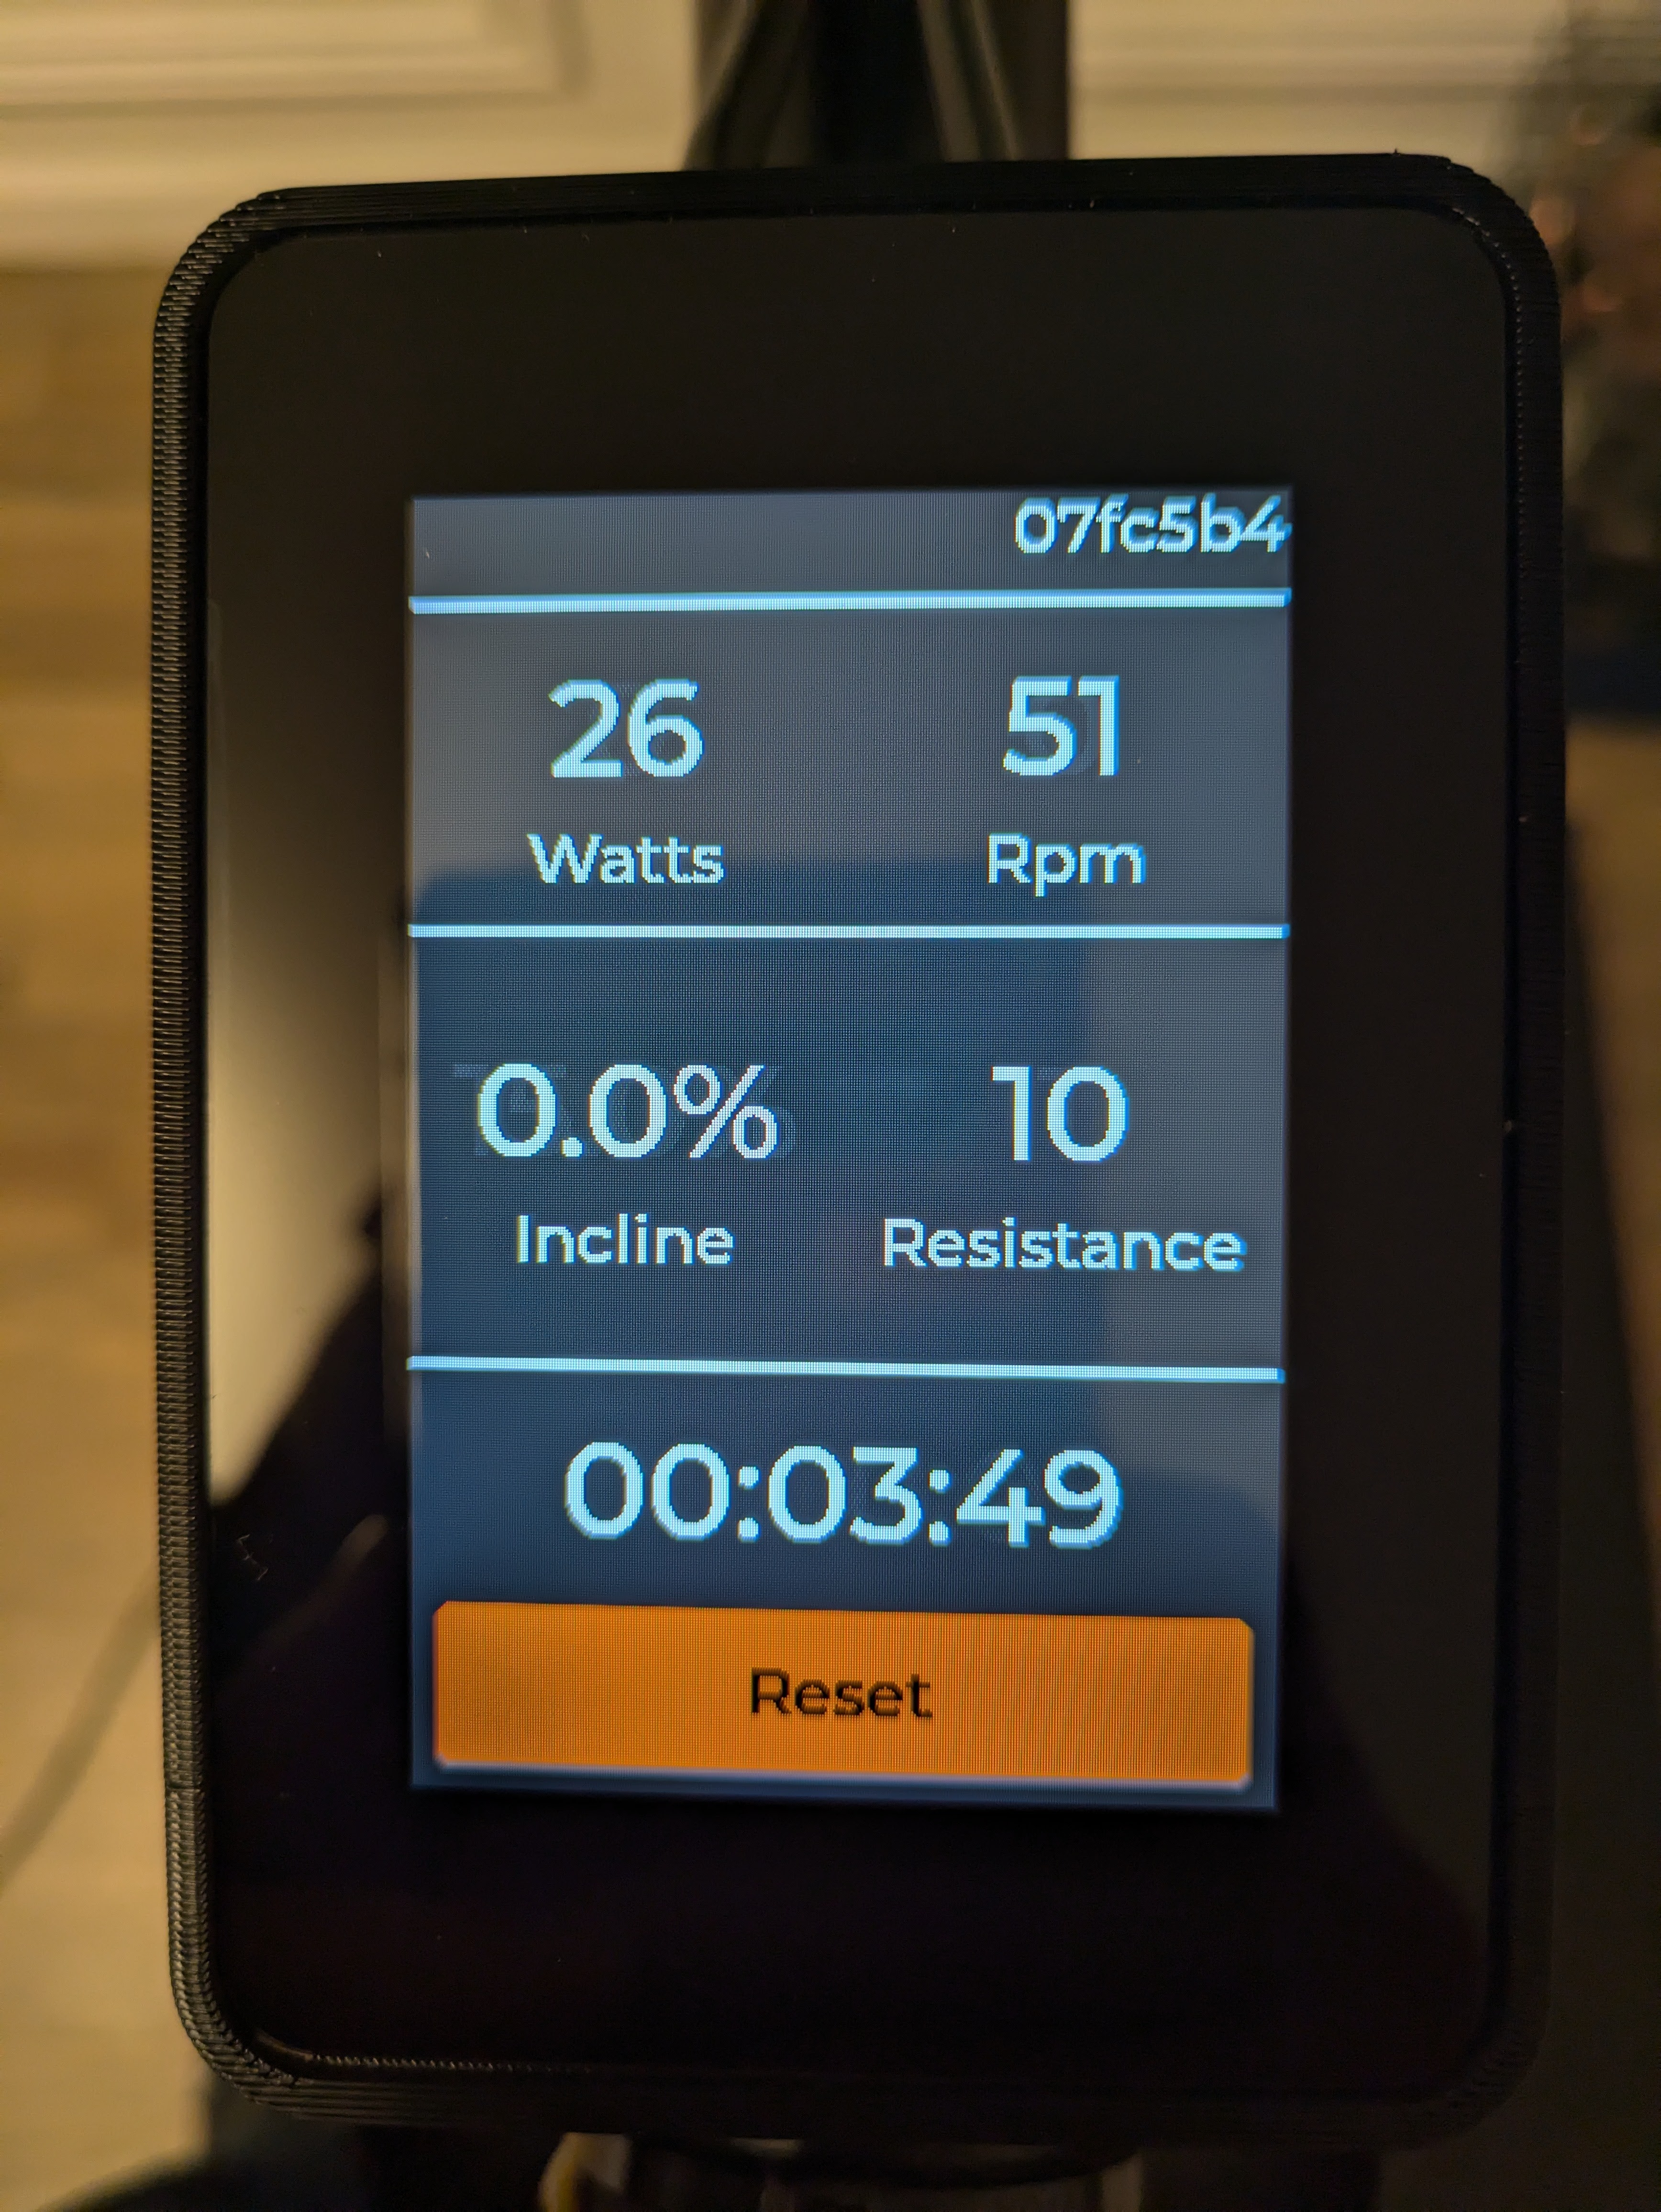 07fc5b4
26 51
Watts Rpm
0.0% 10
Incline Resistance
00:03:49
Reset